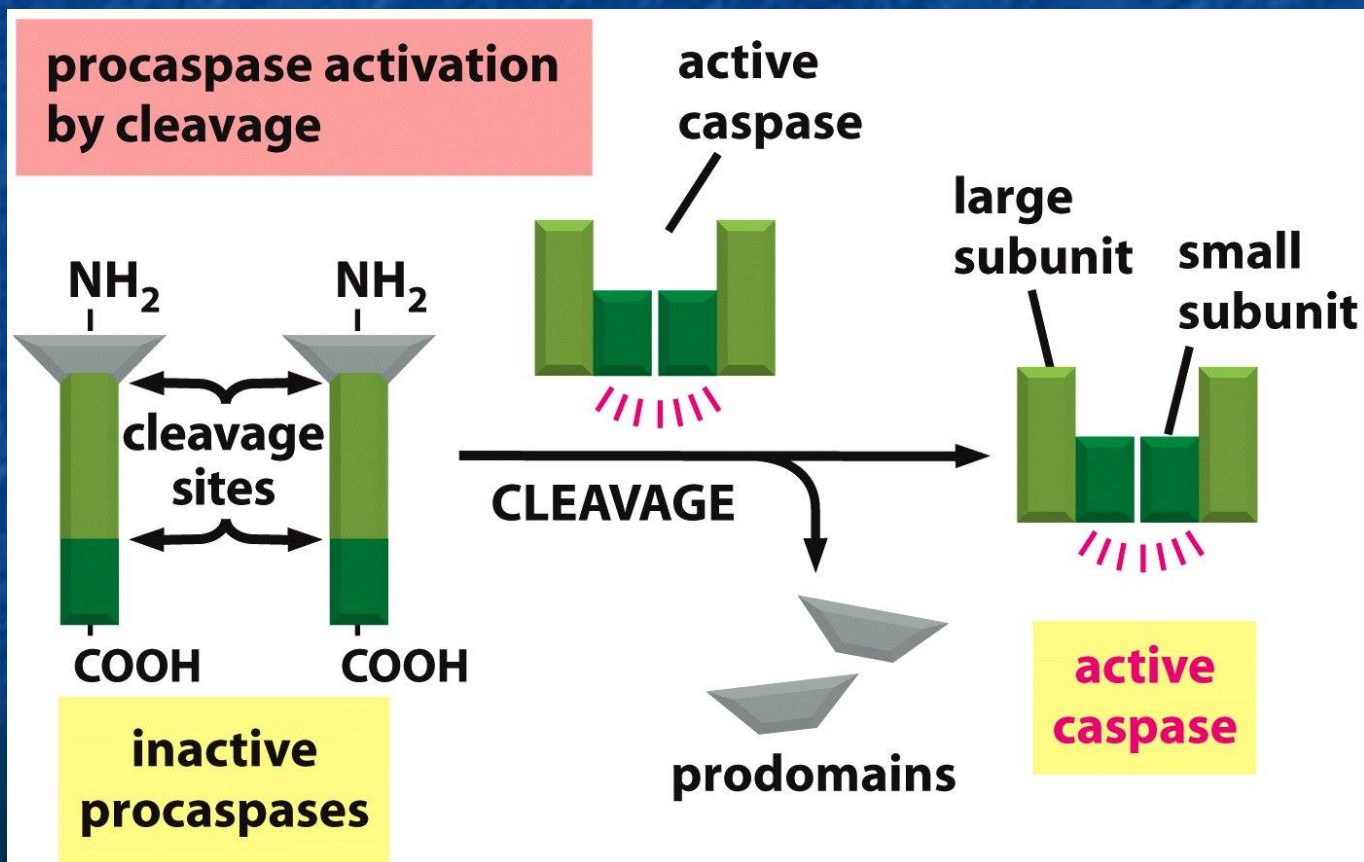 procaspase activation
by cleavage
active
caspase
large
subunit
small
subunit
NH₂
NH₂
cleavage
sites
CLEAVAGE
COOH
COOH
prodomains
inactive
procaspases
active
caspase